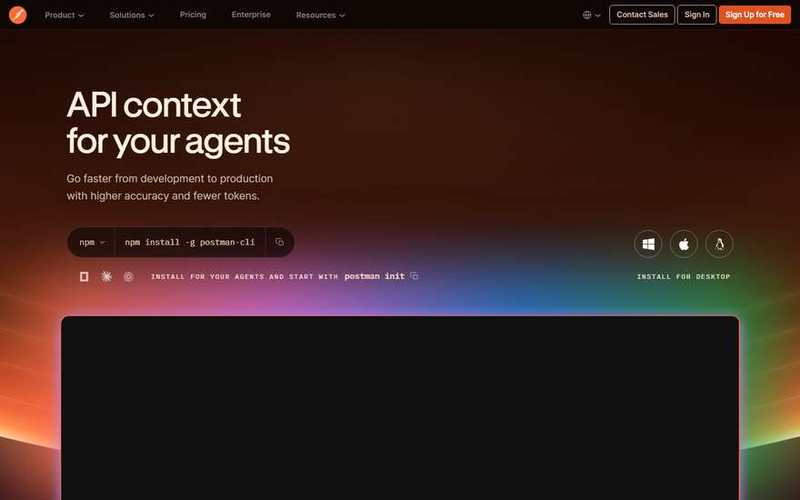 Product
Solutions
Pricing
Enterprise
Resources
Contact Sales
Sign In
Sign Up for Free
API context
for your agents
Go faster from development to production
with higher accuracy and fewer tokens.
npm
npm install -g postman-cli
INSTALL FOR YOUR AGENTS AND START WITH postman init
INSTALL FOR DESKTOP